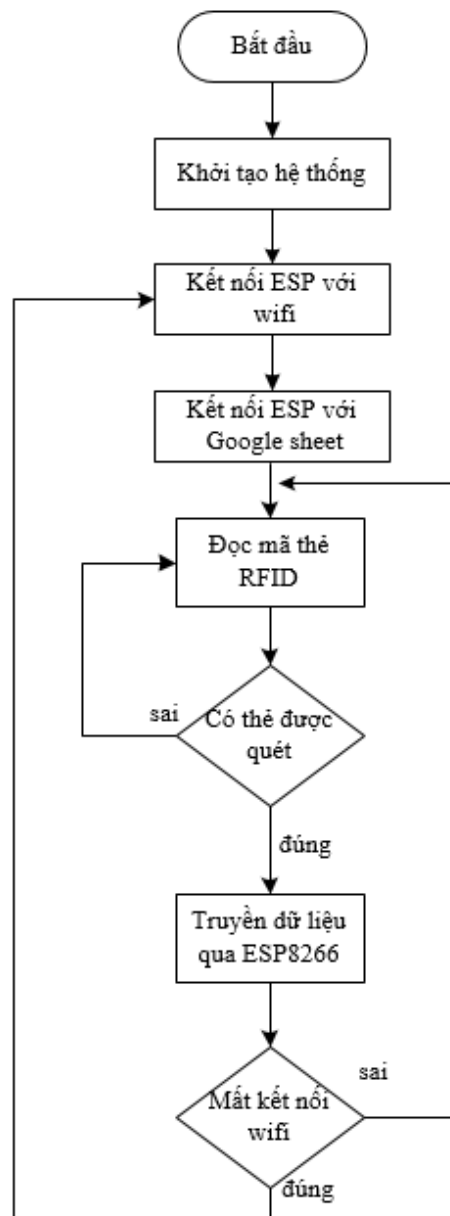 Bắt đầu
Khởi tạo hệ thống
Kết nối ESP với
wifi
Kết nối ESP với
Google sheet
Đọc mã thẻ
RFID
sai
Có thẻ được
quét
đúng
Truyền dữ liệu
qua ESP8266
sai
Mất kết nối
wifi
đúng